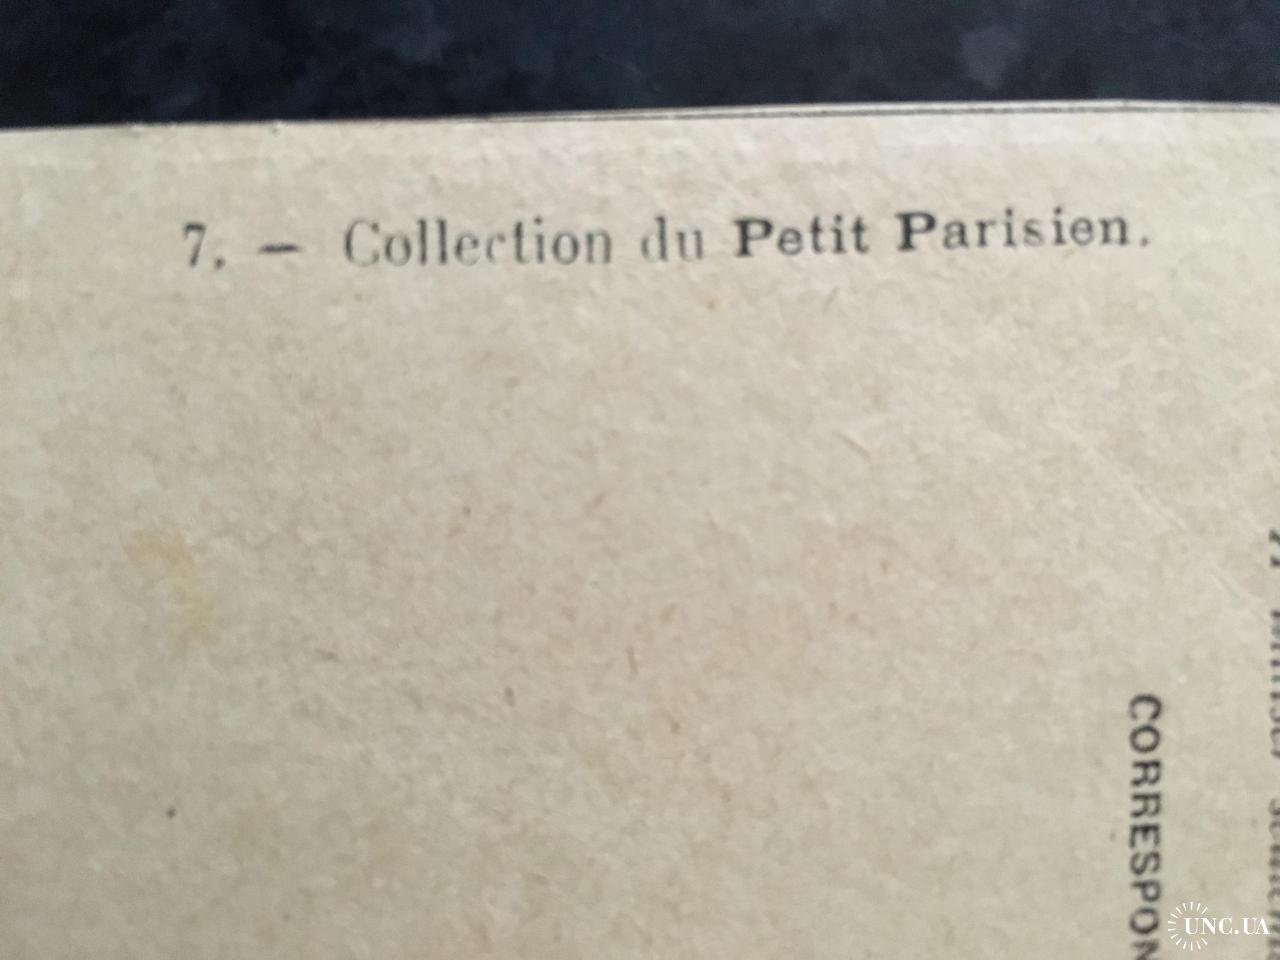 7. — Collection du Petit Parisien.
CORRESPON
UNC.UA